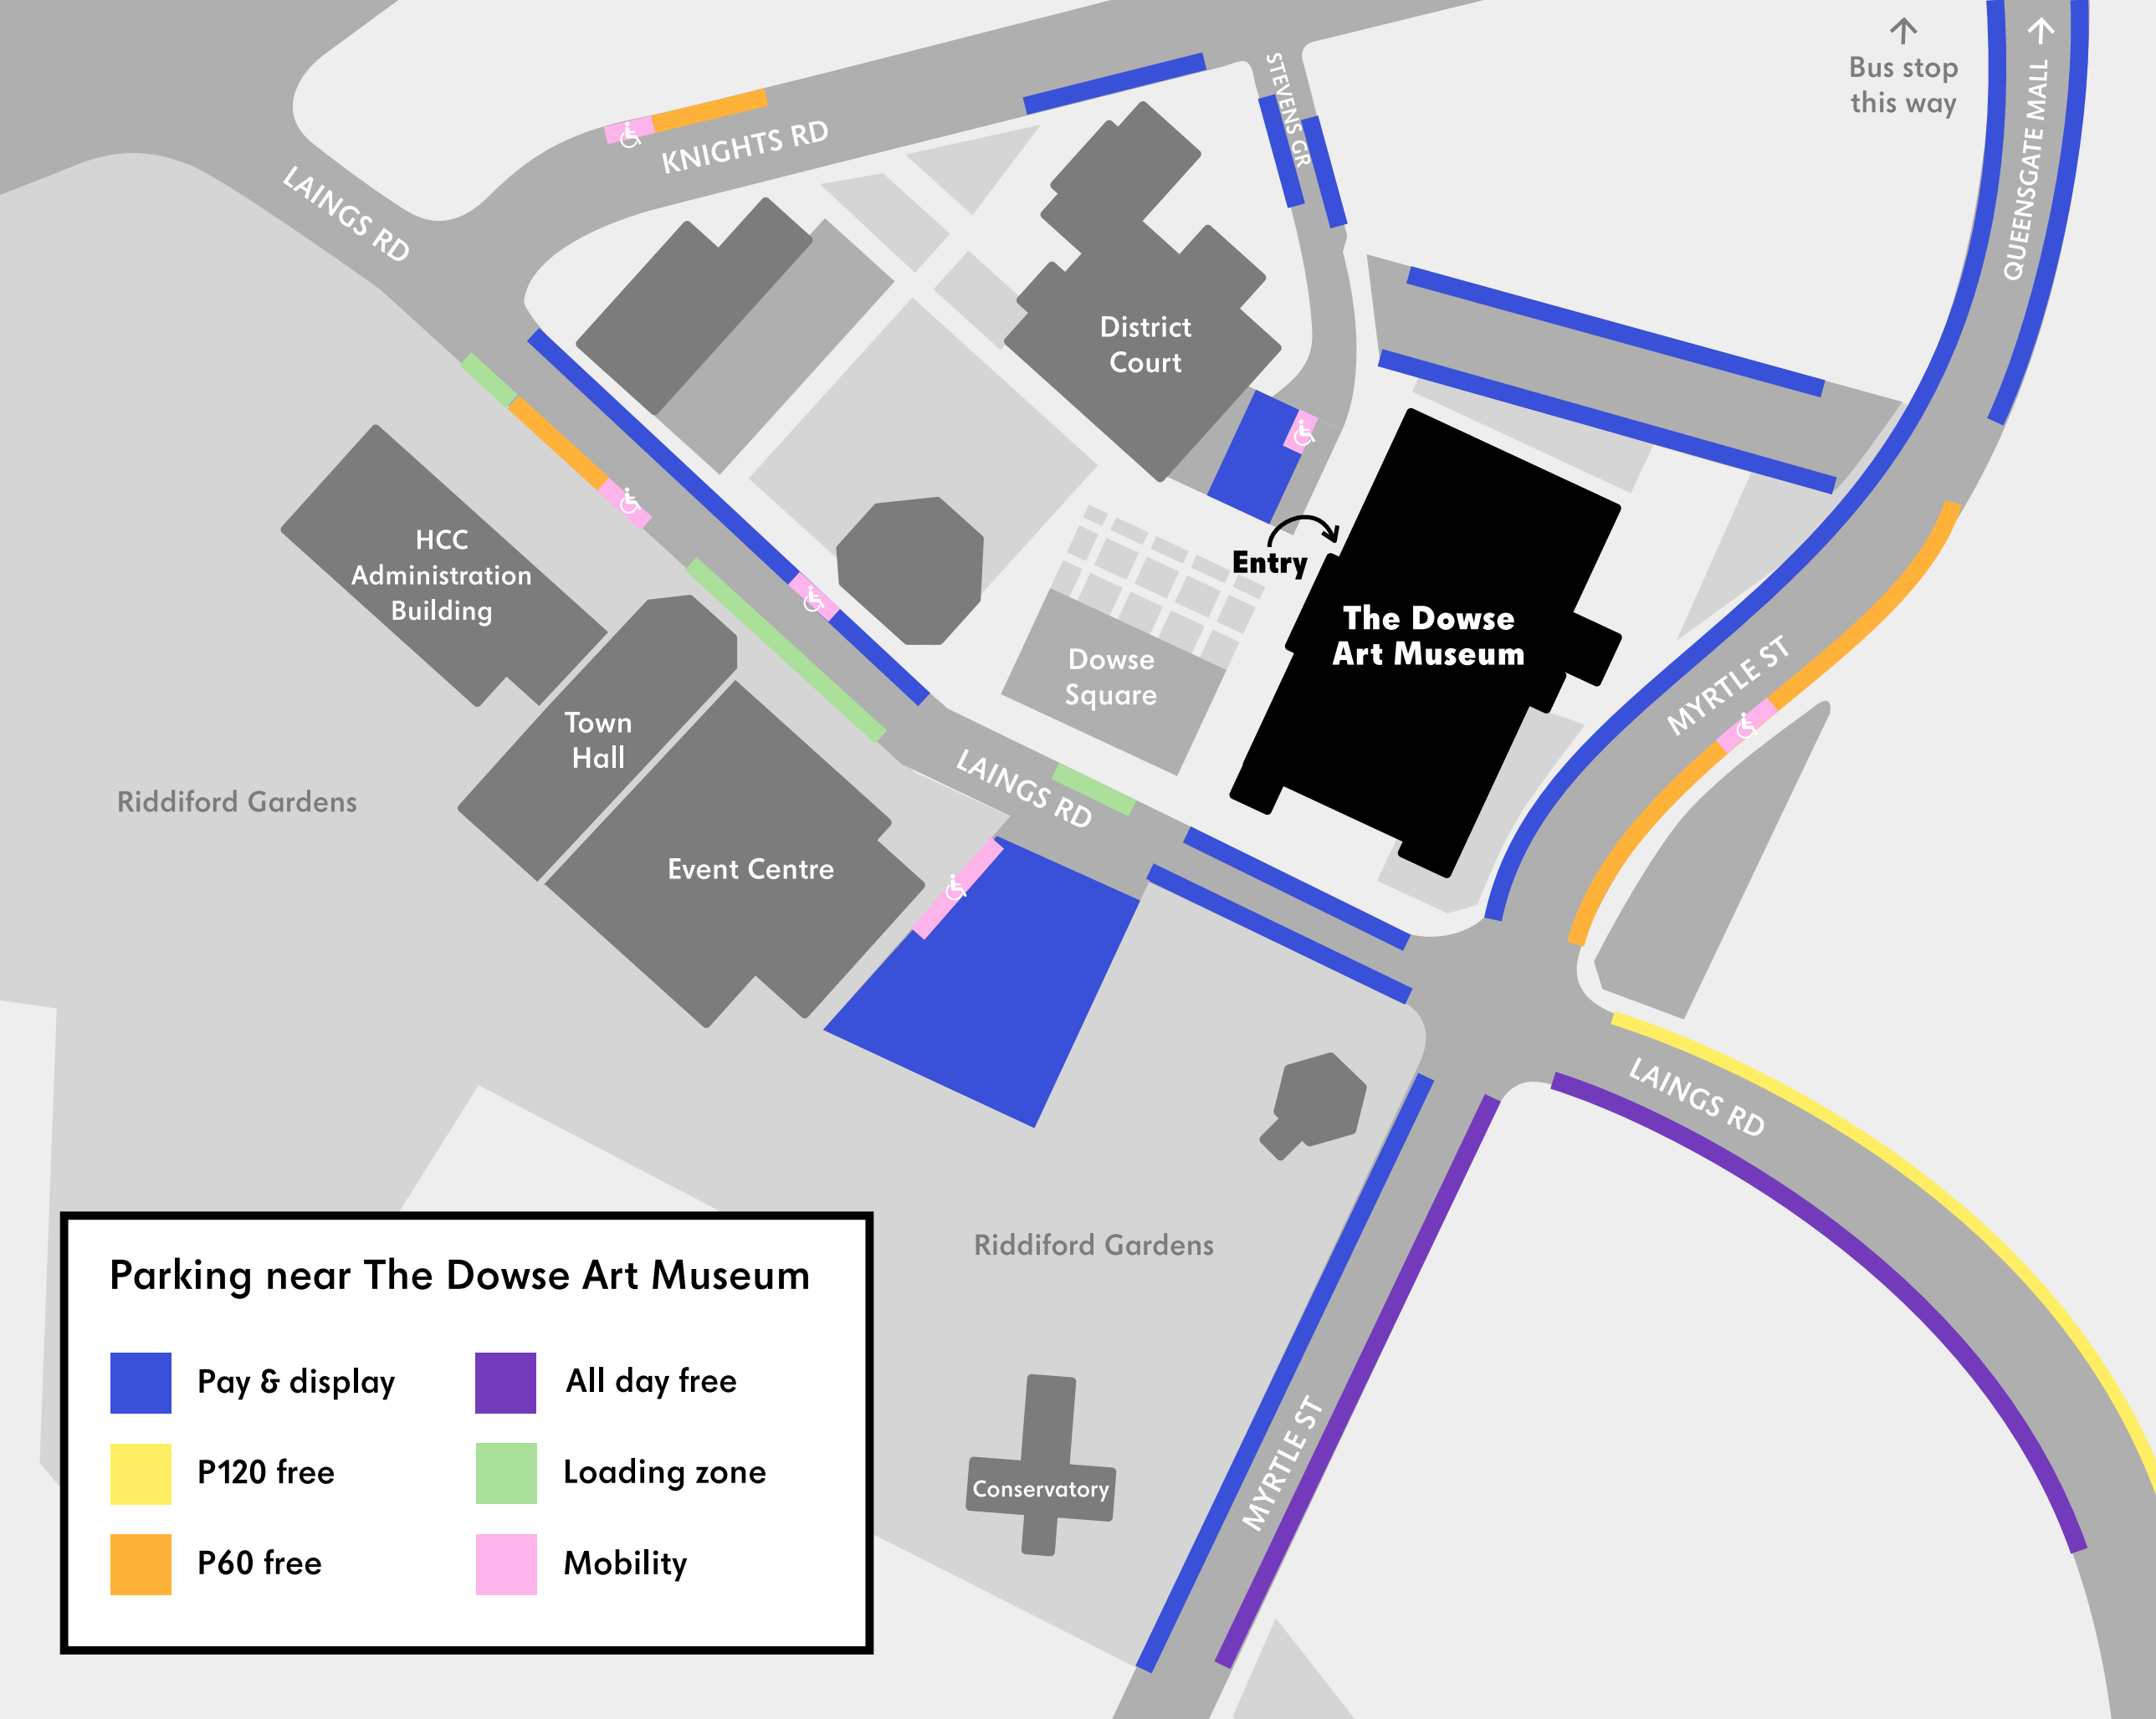 STEVENS GR
Bus stop
this way
QUEENSGATE MALL →
KNIGHTS RD
LAINGS RD
District
Court
HCC
Administration
Building
Entry
The Dowse
Art Museum
Dowse
Square
MYRTLE ST
Town
Hall
LAINGS RD
Riddiford Gardens
Event Centre
LAINGS RD
Riddiford Gardens
Conservatory
MYRTLE ST
Parking near The Dowse Art Museum
Pay & display
All day free
P120 free
Loading zone
P60 free
Mobility